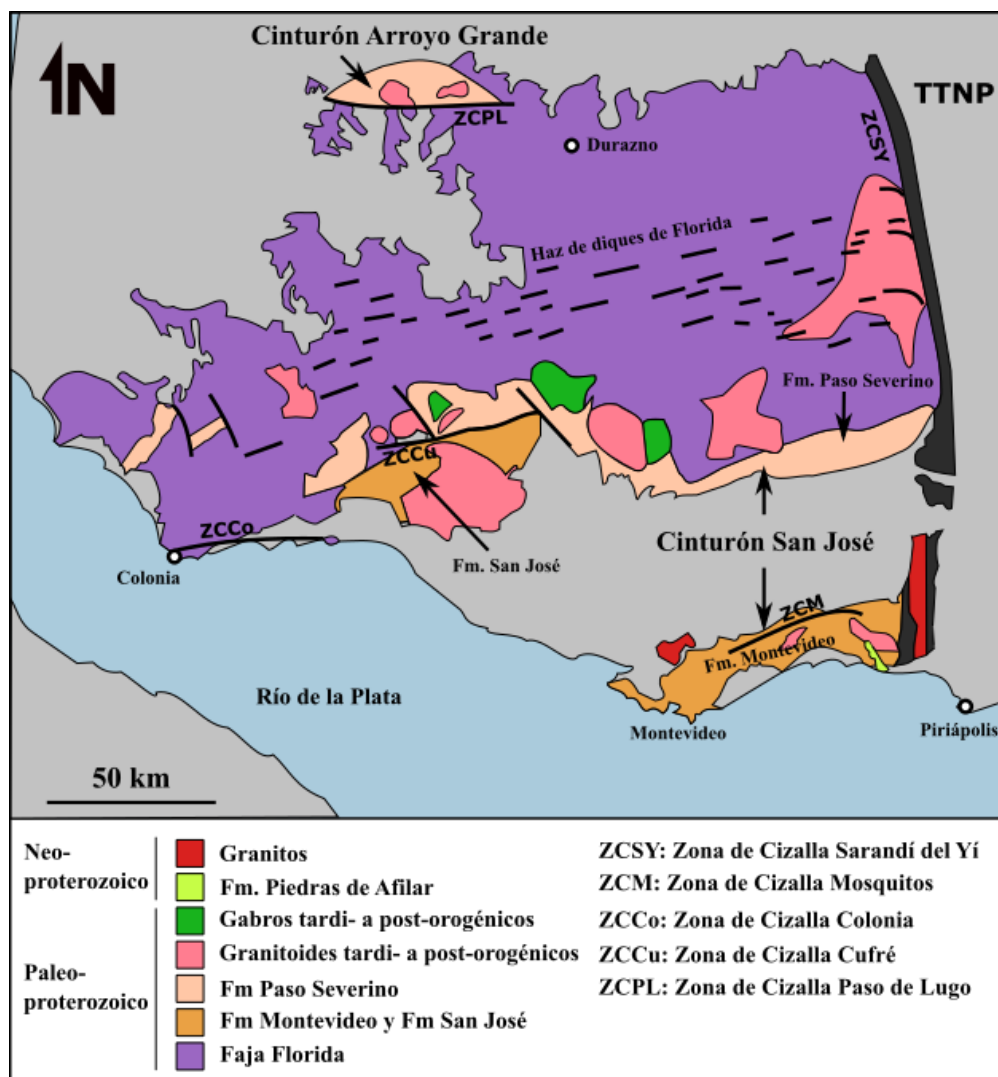 Cinturón Arroyo Grande
N
TTNP
ZCPL
ZCSY
Durazno
Haz de diques de Florida
Fm. Paso Severino
ZCCu
ZCCo
Colonia
Fm. San José
Cinturón San José
ZCM
Fm. Montevideo
Río de la Plata
Montevideo
Piriápolis
50 km
Neo-
proterozoico
Granitos
Fm. Piedras de Afilar
Paleo-
proterozoico
Gabros tardi- a post-orogénicos
Granitoides tardi- a post-orogénicos
Fm Paso Severino
Fm Montevideo y Fm San José
Faja Florida
ZCSY: Zona de Cizalla Sarandí del Yí
ZCM: Zona de Cizalla Mosquitos
ZCCo: Zona de Cizalla Colonia
ZCCu: Zona de Cizalla Cufré
ZCPL: Zona de Cizalla Paso de Lugo